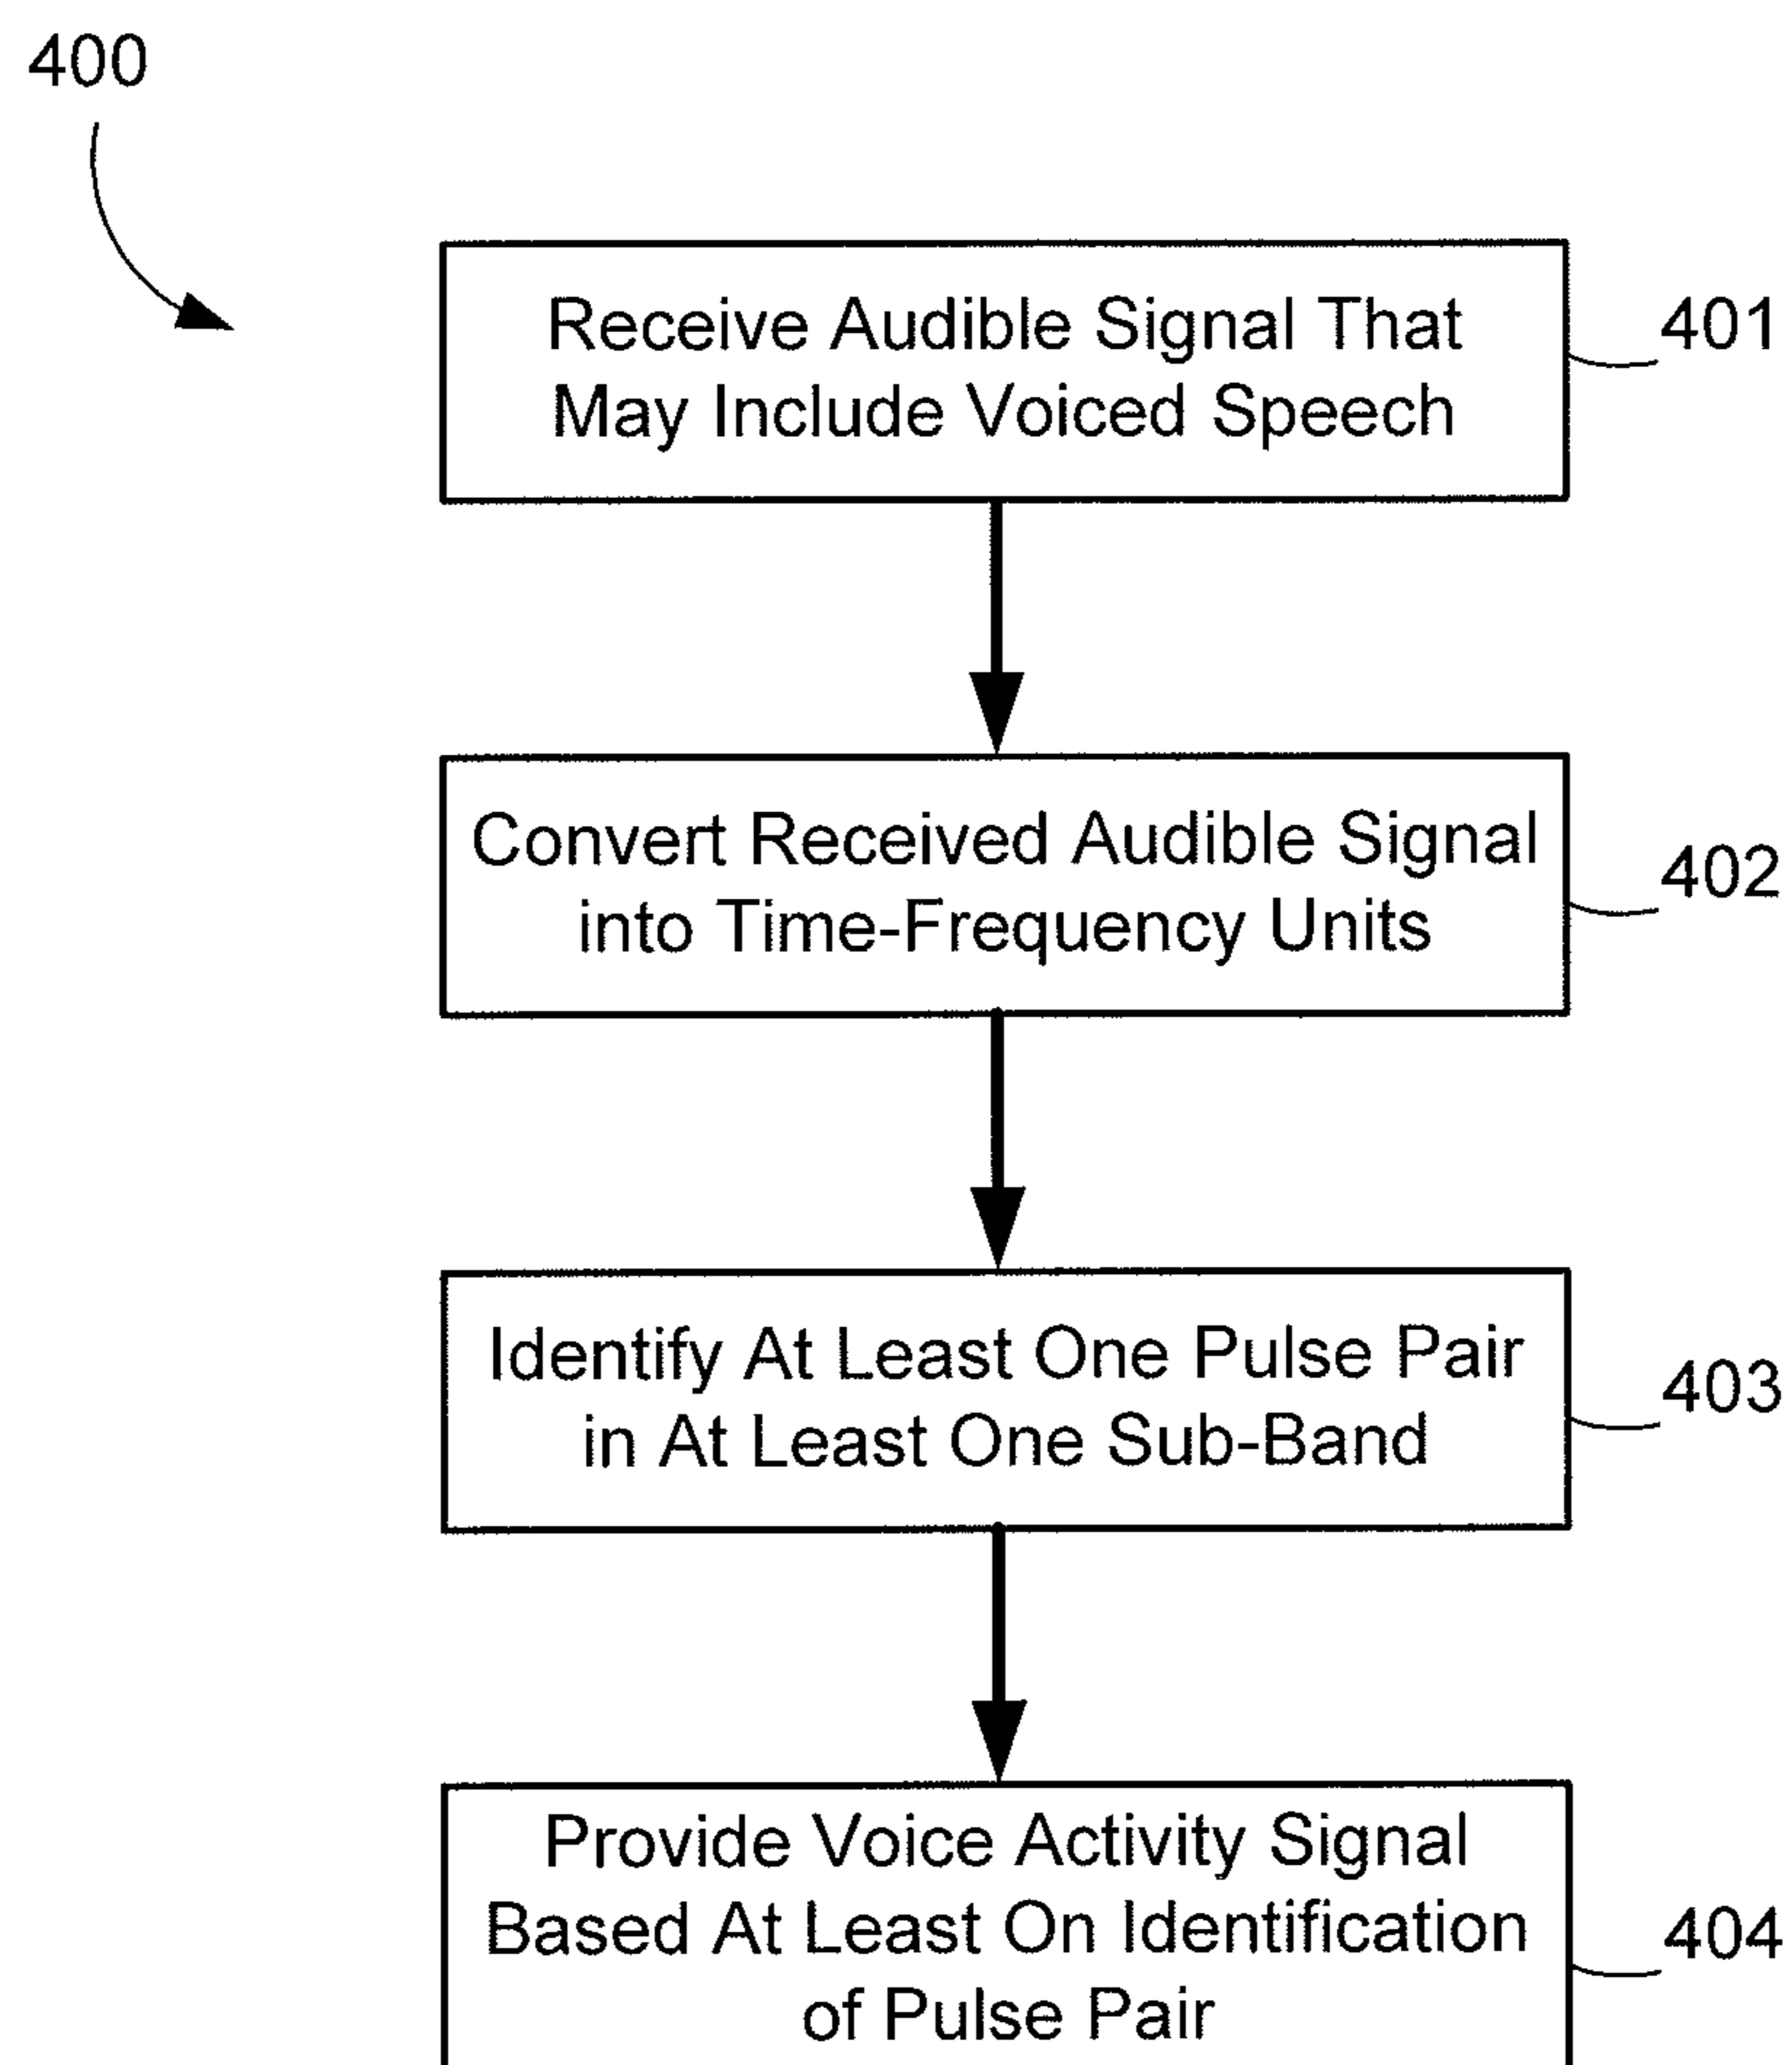 400
Receive Audible Signal That
May Include Voiced Speech
401
Convert Received Audible Signal
into Time-Frequency Units
402
Identify At Least One Pulse Pair
in At Least One Sub-Band
403
Provide Voice Activity Signal
Based At Least On Identification
of Pulse Pair
404